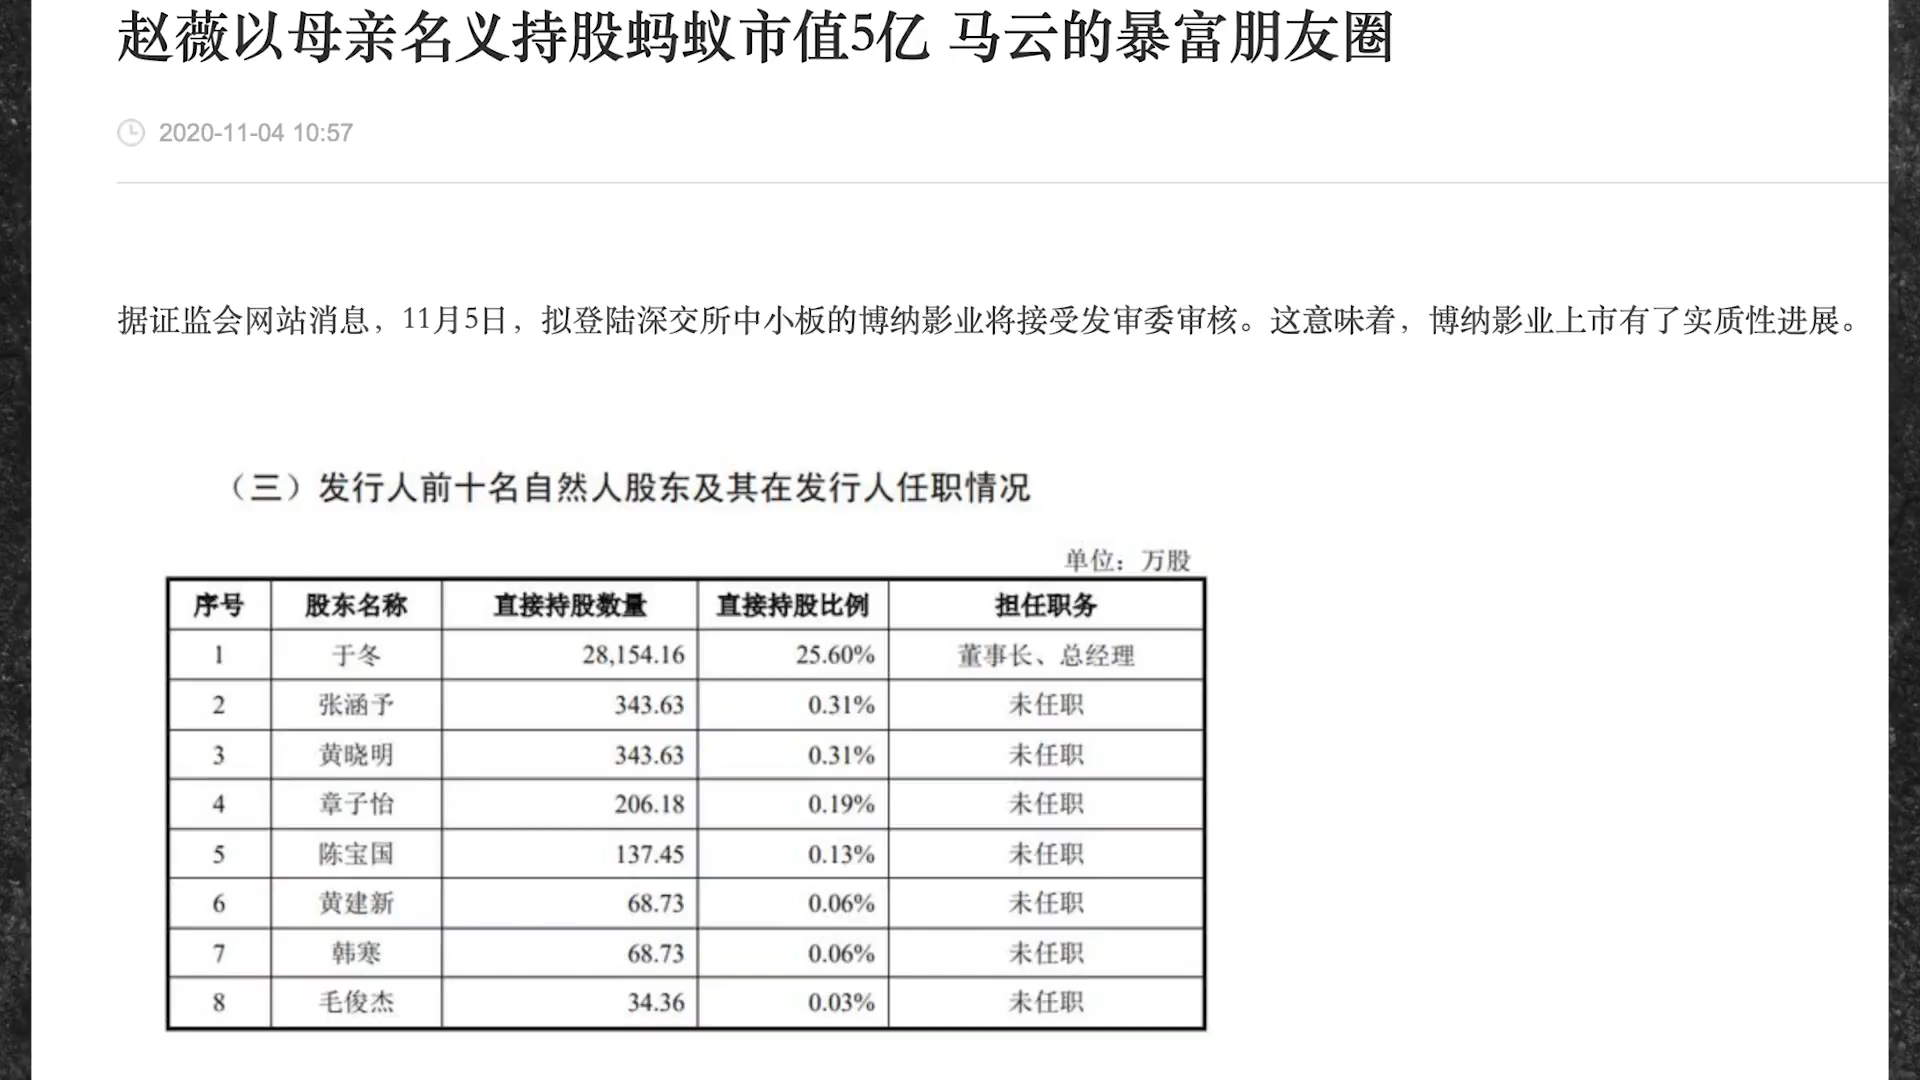 赵薇以母亲名义持股蚂蚁市值5亿 马云的暴富朋友圈
2020-11-04 10:57
据证监会网站消息，11月5日，拟登陆深交所中小板的博纳影业将接受发审委审核。这意味着，博纳影业上市有了实质性进展。
（三）发行人前十名自然人股东及其在发行人任职情况
单位：万股
序号 股东名称 直接持股数量 直接持股比例 担任职务
1 于冬 28,154.16 25.60% 董事长、总经理
2 张涵予 343.63 0.31% 未任职
3 黄晓明 343.63 0.31% 未任职
4 章子怡 206.18 0.19% 未任职
5 陈宝国 137.45 0.13% 未任职
6 黄建新 68.73 0.06% 未任职
7 韩寒 68.73 0.06% 未任职
8 毛俊杰 34.36 0.03% 未任职